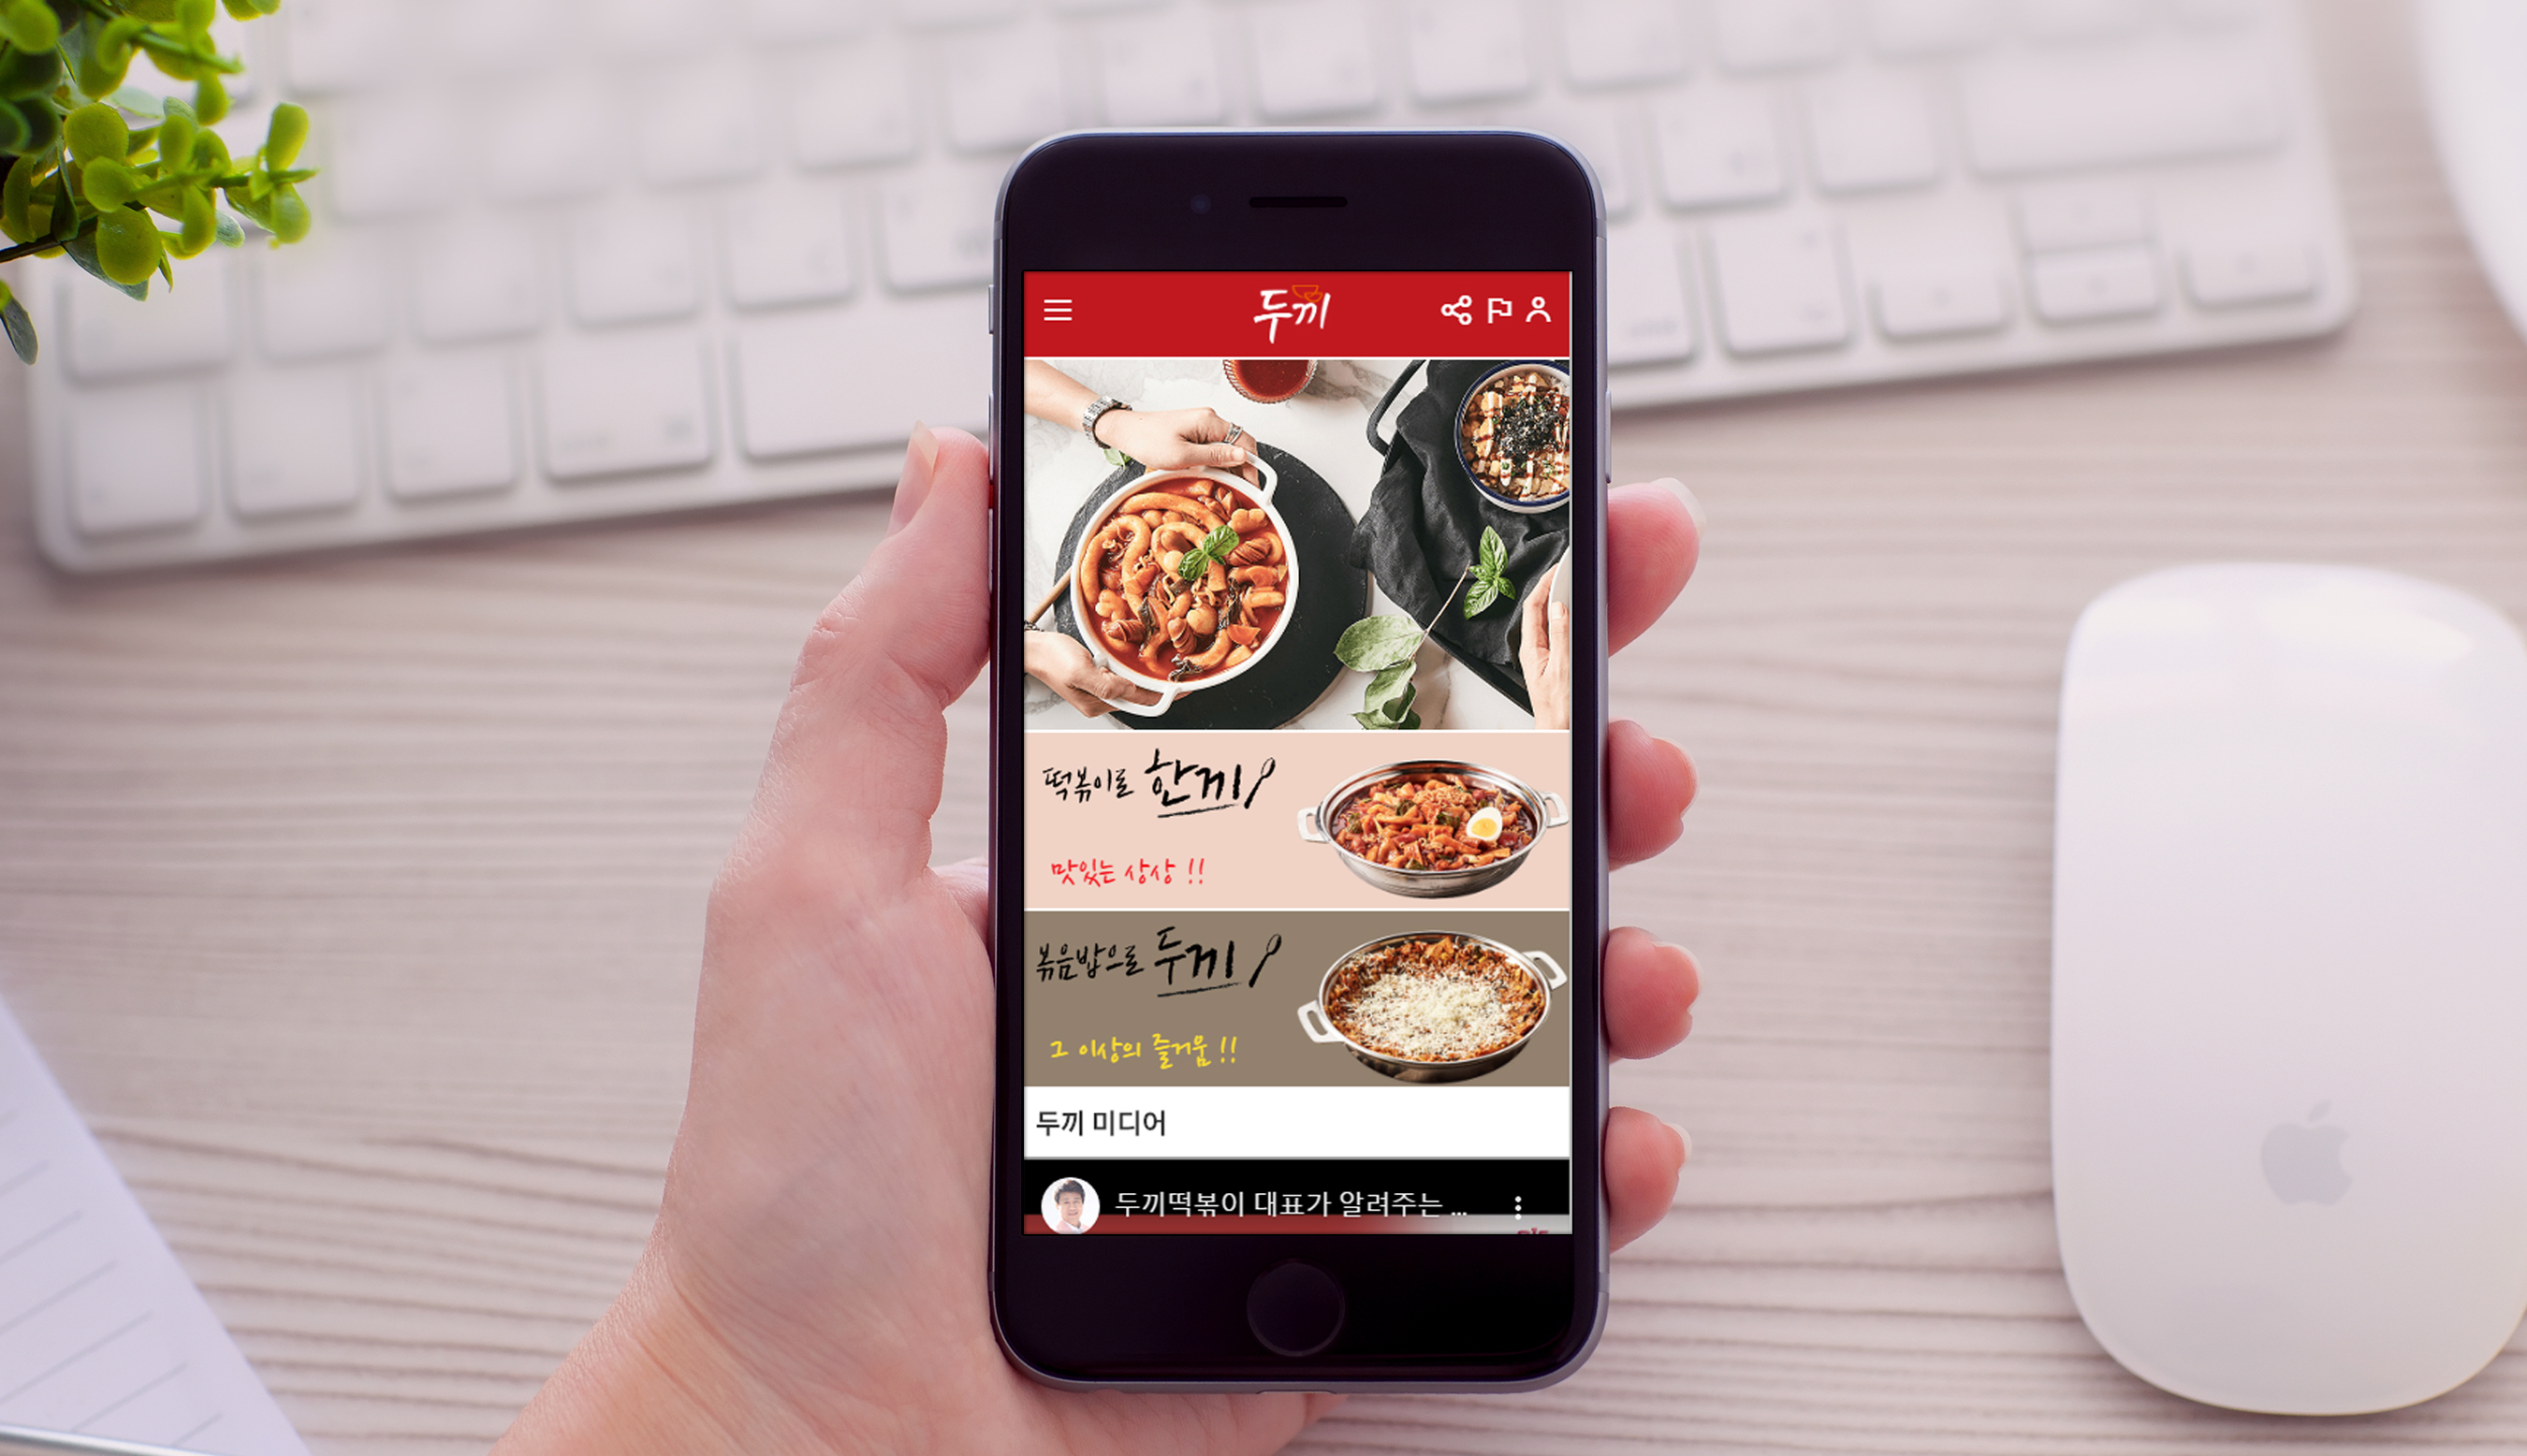 두끼
떡볶이로 한끼
맛있는 상상 !!
볶음밥으로 두끼
그 이상의 즐거움 !!
두끼 미디어
두끼떡볶이 대표가 알려주는 ...